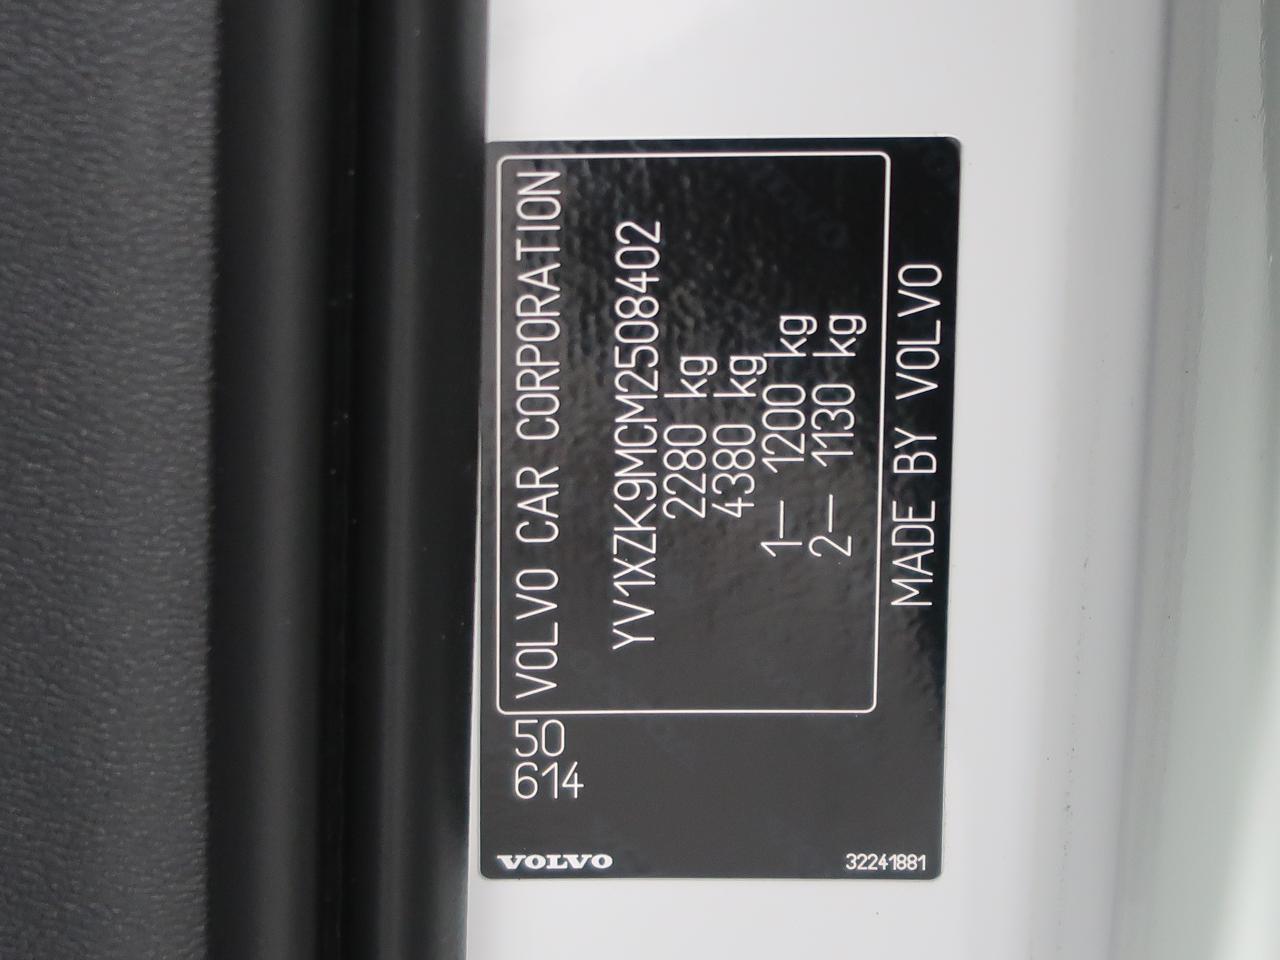 VOLVO CAR CORPORATION
YV1XZK9MCM2508402
2280 kg
4380 kg
1— 1200 kg
2— 1130 kg
MADE BY VOLVO
50
614
VOLVO
32241881